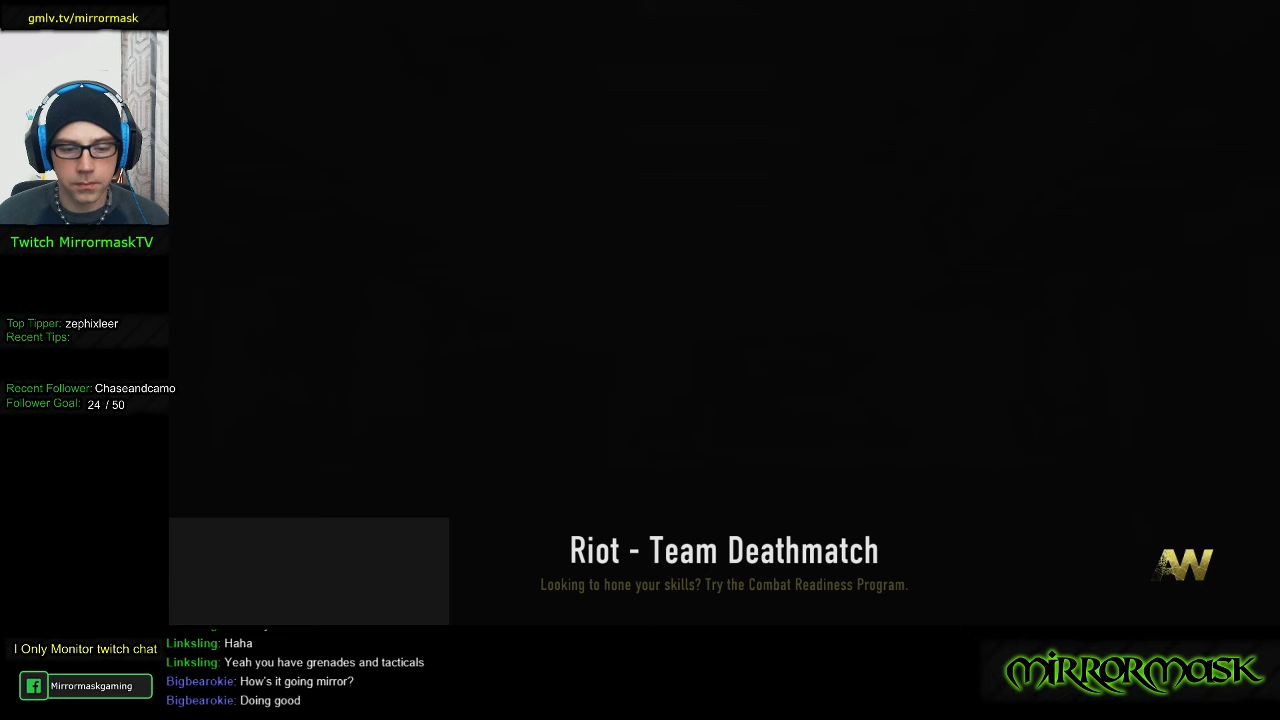 gmlv.tv/mirrormask
Twitch MirrormaskTV
Top Tipper: zephixleer
Recent Tips:
Recent Follower: Chaseandcamo
Follower Goal: 24 / 50
Riot - Team Deathmatch
Looking to hone your skills? Try the Combat Readiness Program.
AW
I Only Monitor twitch chat
Mirrormaskgaming
Linksling: Haha
Linksling: Yeah you have grenades and tacticals
Bigbearokie: How's it going mirror?
Bigbearokie: Doing good
MIRRORMASK